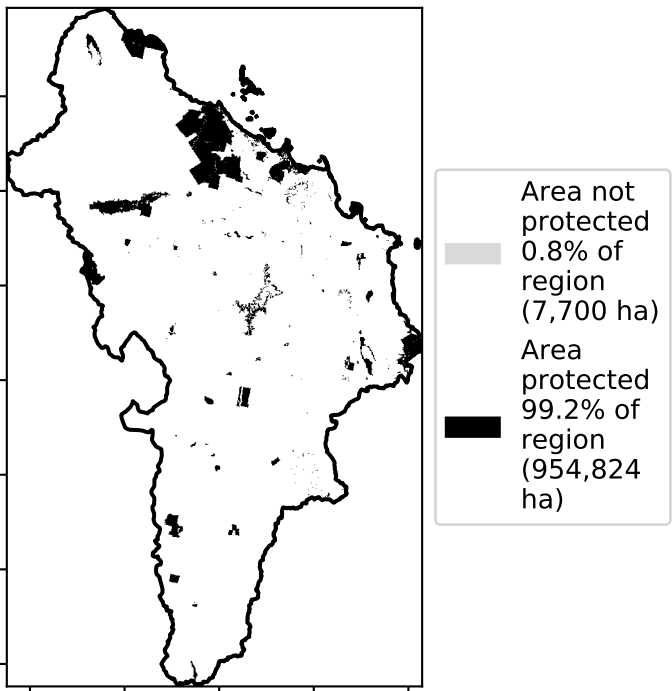 Area not
protected
0.8% of
region
(7,700 ha)
Area
protected
99.2% of
region
(954,824
ha)